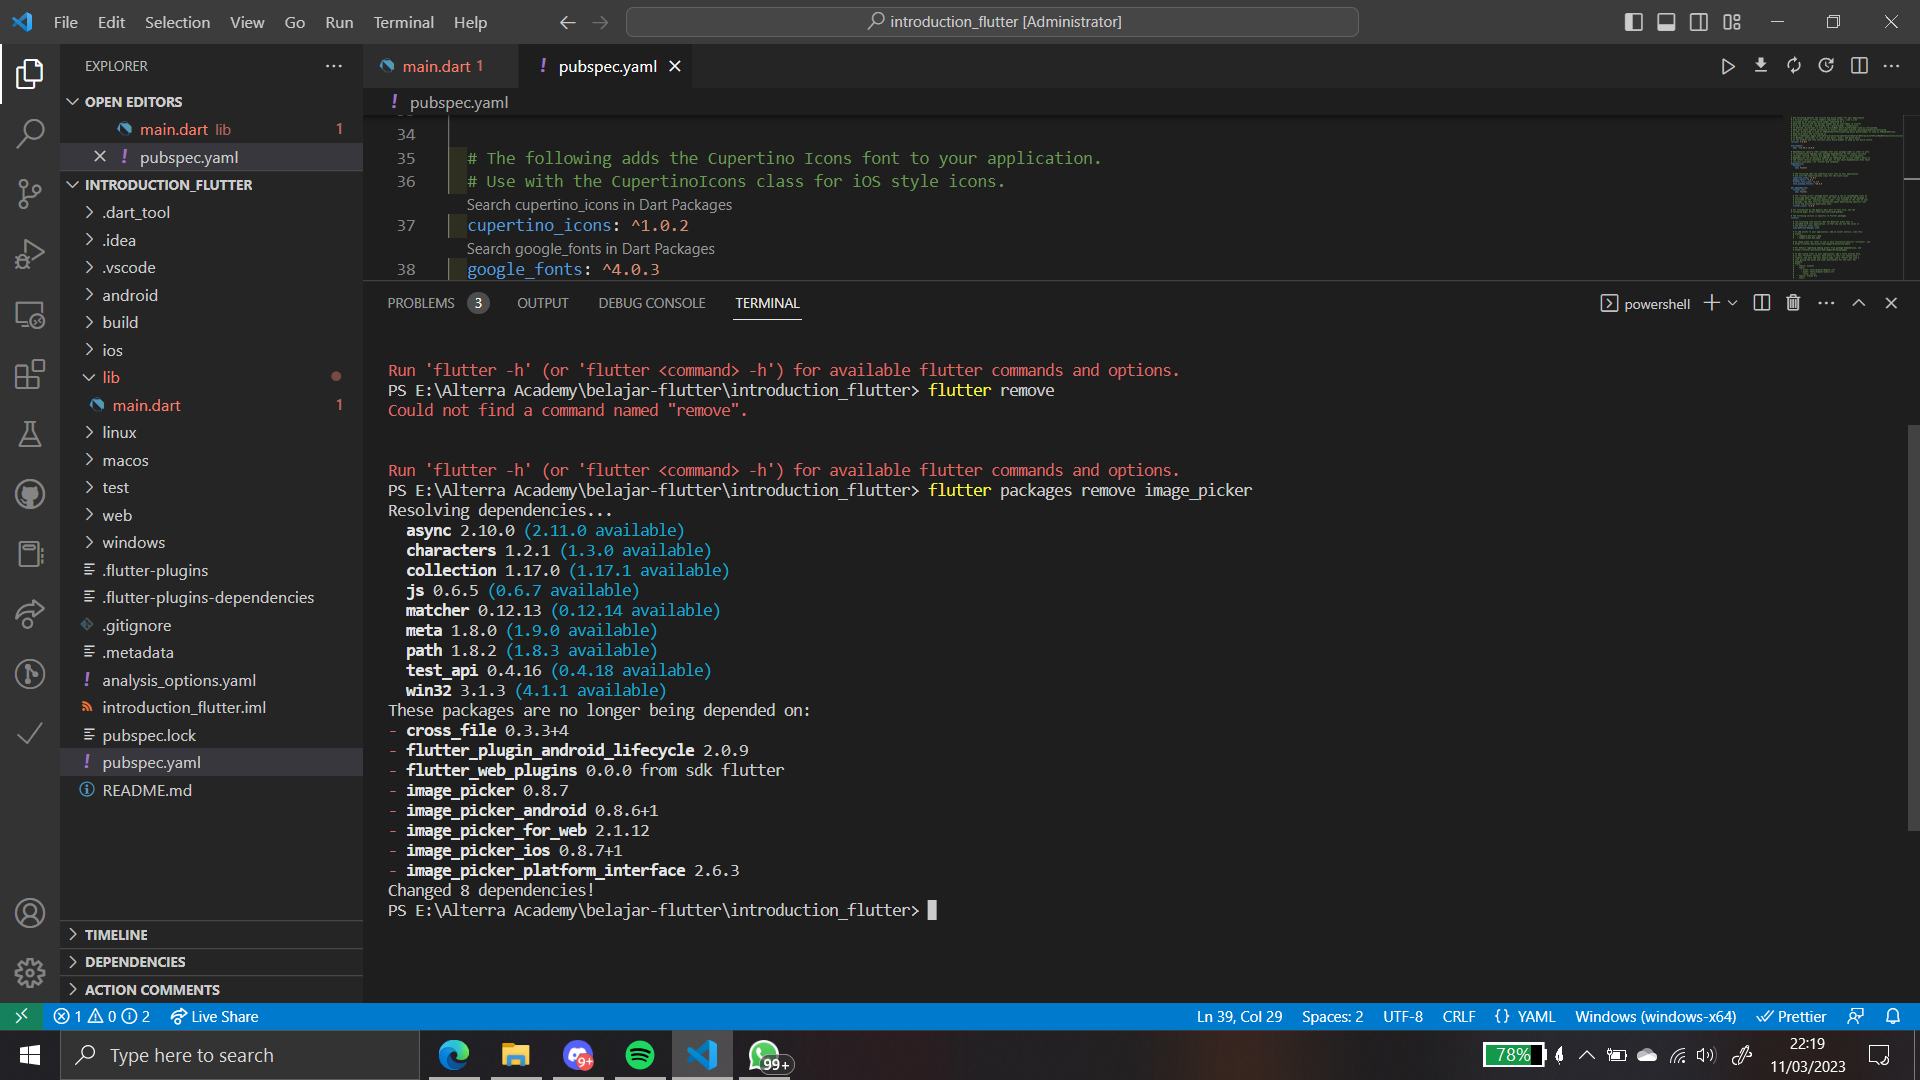 File Edit Selection View Go Run Terminal Help
introduction_flutter [Administrator]
EXPLORER
OPEN EDITORS
main.dart lib 1
pubspec.yaml
INTRODUCTION_FLUTTER
.dart_tool
.idea
.vscode
android
build
ios
lib
main.dart 1
linux
macos
test
web
windows
.flutter-plugins
.flutter-plugins-dependencies
.gitignore
.metadata
analysis_options.yaml
introduction_flutter.iml
pubspec.lock
pubspec.yaml
README.md
TIMELINE
DEPENDENCIES
ACTION COMMENTS
main.dart 1
! pubspec.yaml
! pubspec.yaml
34
35 # The following adds the Cupertino Icons font to your application.
36 # Use with the CupertinoIcons class for iOS style icons.
Search cupertino_icons in Dart Packages
37 cupertino_icons: ^1.0.2
Search google_fonts in Dart Packages
38 google_fonts: ^4.0.3
PROBLEMS 3 OUTPUT DEBUG CONSOLE TERMINAL
powershell
Run 'flutter -h' (or 'flutter <command> -h') for available flutter commands and options.
PS E:\Alterra Academy\belajar-flutter\introduction_flutter> flutter remove
Could not find a command named "remove".
Run 'flutter -h' (or 'flutter <command> -h') for available flutter commands and options.
PS E:\Alterra Academy\belajar-flutter\introduction_flutter> flutter packages remove image_picker
Resolving dependencies...
async 2.10.0 (2.11.0 available)
characters 1.2.1 (1.3.0 available)
collection 1.17.0 (1.17.1 available)
js 0.6.5 (0.6.7 available)
matcher 0.12.13 (0.12.14 available)
meta 1.8.0 (1.9.0 available)
path 1.8.2 (1.8.3 available)
test_api 0.4.16 (0.4.18 available)
win32 3.1.3 (4.1.1 available)
These packages are no longer being depended on:
- cross_file 0.3.3+4
- flutter_plugin_android_lifecycle 2.0.9
- flutter_web_plugins 0.0.0 from sdk flutter
- image_picker 0.8.7
- image_picker_android 0.8.6+1
- image_picker_for_web 2.1.12
- image_picker_ios 0.8.7+1
- image_picker_platform_interface 2.6.3
Changed 8 dependencies!
PS E:\Alterra Academy\belajar-flutter\introduction_flutter>
1 0 2 Live Share
Ln 39, Col 29 Spaces: 2 UTF-8 CRLF {} YAML Windows (windows-x64) Prettier
Type here to search
9+
99+
78%
22:19
11/03/2023